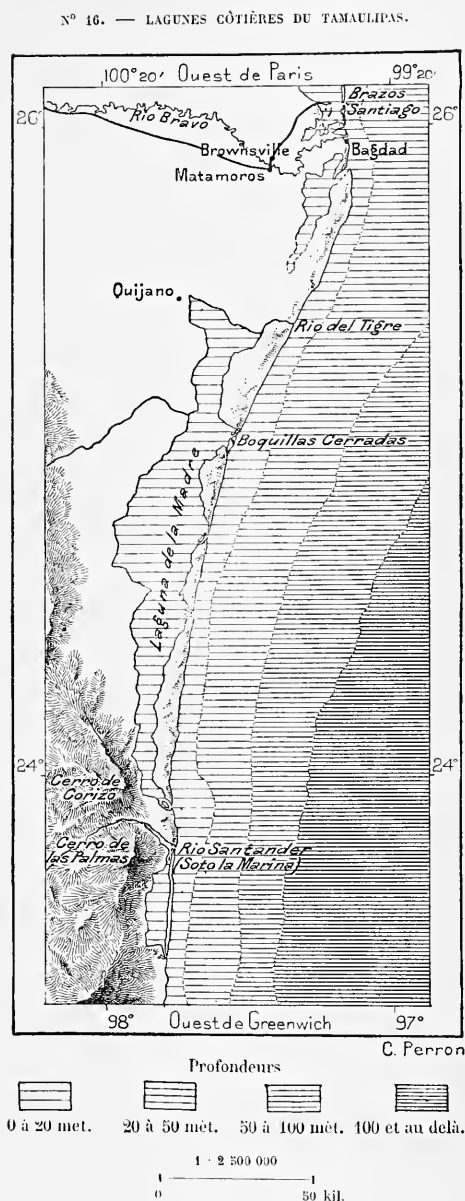 N° 16. — LAGUNES CÔTIÈRES DU TAMAULIPAS.
100°20' Ouest de Paris 99°20'
26°
26°
Brazos
Santiago
Rio Bravo
Brownsville
Bagdad
Matamoros
Quijano
Rio del Tigre
Boquillas Cerradas
Laguna de la Madre
24°
24°
Cerro de
Corizo
Cerro de
las Palmas
Rio Santander
(Soto la Marina)
98° Ouest de Greenwich 97°
C. Perron
Profondeurs
0 à 20 mèt. 20 à 50 mèt. 50 à 100 mèt. 100 et au delà.
1 : 2 500 000
0 50 kil.